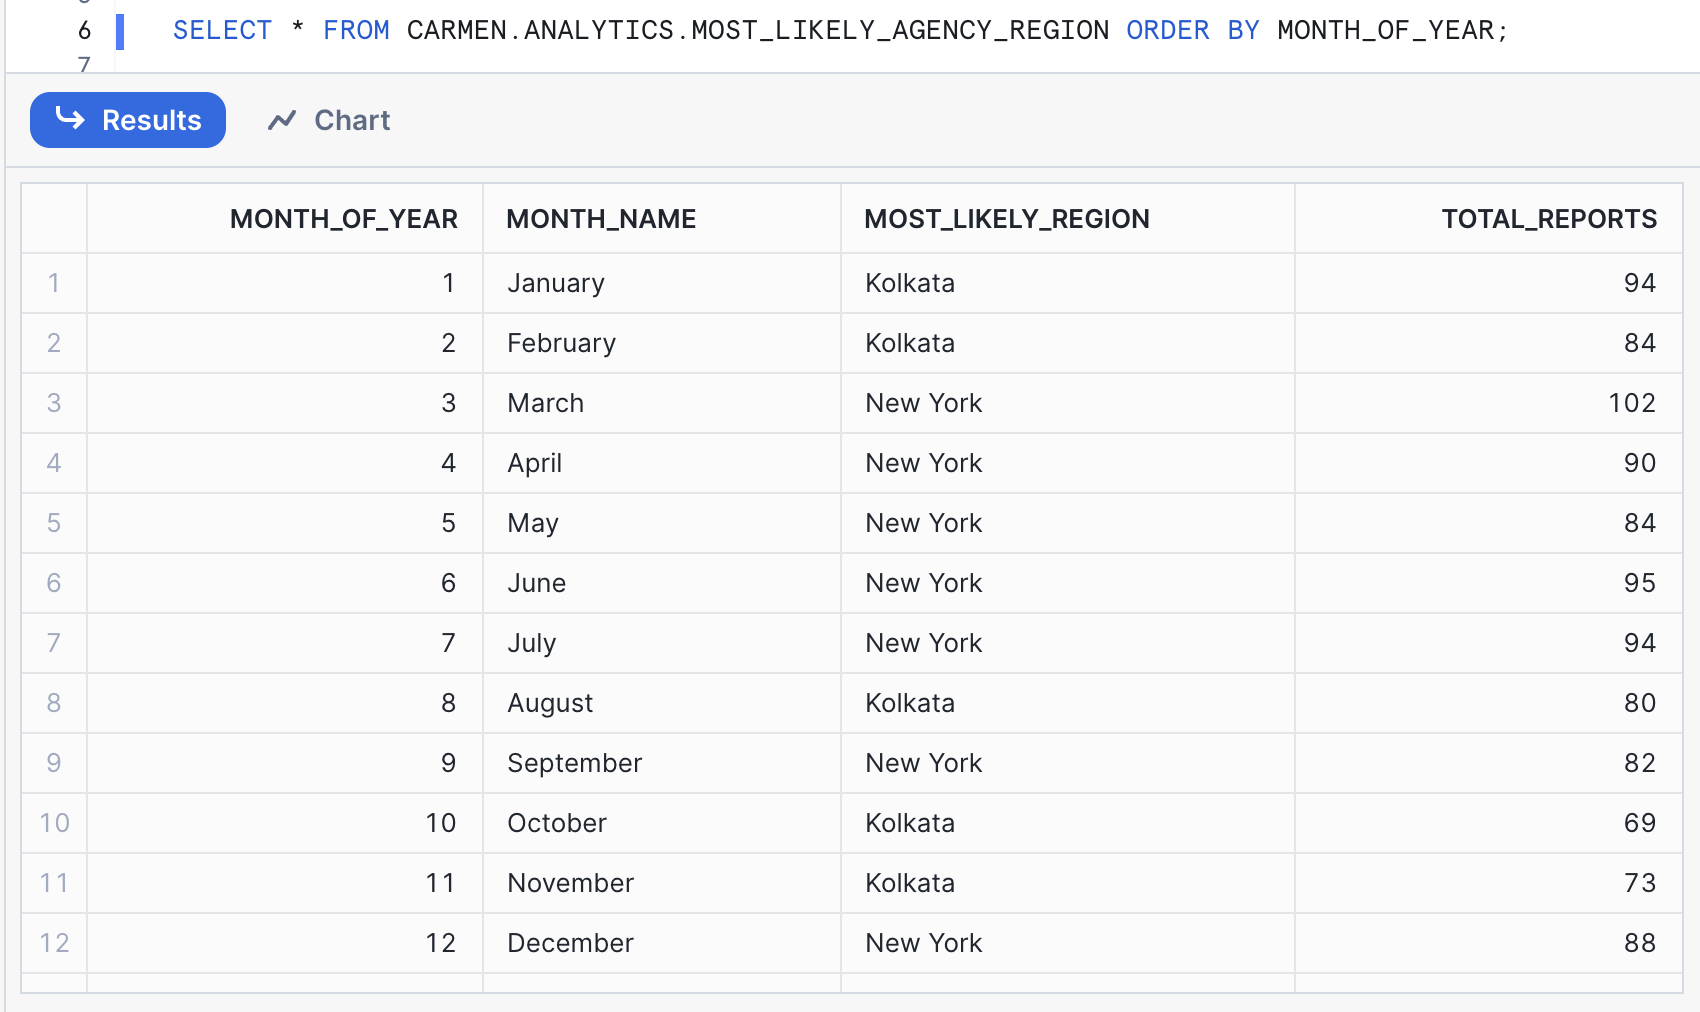 6 SELECT * FROM CARMEN.ANALYTICS.MOST_LIKELY_AGENCY_REGION ORDER BY MONTH_OF_YEAR;
7
Results Chart
MONTH_OF_YEAR MONTH_NAME MOST_LIKELY_REGION TOTAL_REPORTS
1 1 January Kolkata 94
2 2 February Kolkata 84
3 3 March New York 102
4 4 April New York 90
5 5 May New York 84
6 6 June New York 95
7 7 July New York 94
8 8 August Kolkata 80
9 9 September New York 82
10 10 October Kolkata 69
11 11 November Kolkata 73
12 12 December New York 88